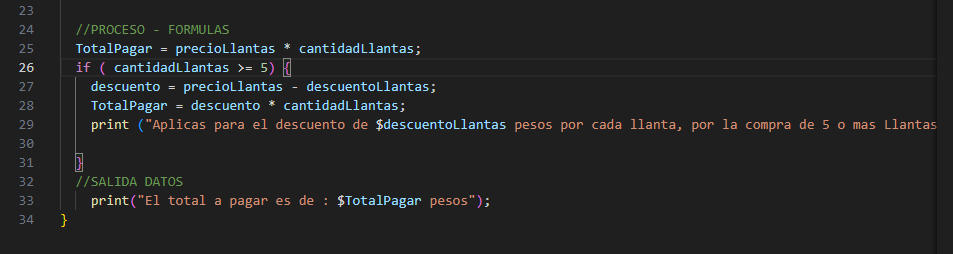 23
24 //PROCESO - FORMULAS
25 TotalPagar = precioLlantas * cantidadLlantas;
26 if ( cantidadLlantas >= 5) {
27 descuento = precioLlantas - descuentoLlantas;
28 TotalPagar = descuento * cantidadLlantas;
29 print ("Aplicas para el descuento de $descuentoLlantas pesos por cada llanta, por la compra de 5 o mas Llantas
30
31 }
32 //SALIDA DATOS
33 print("El total a pagar es de : $TotalPagar pesos");
34 }